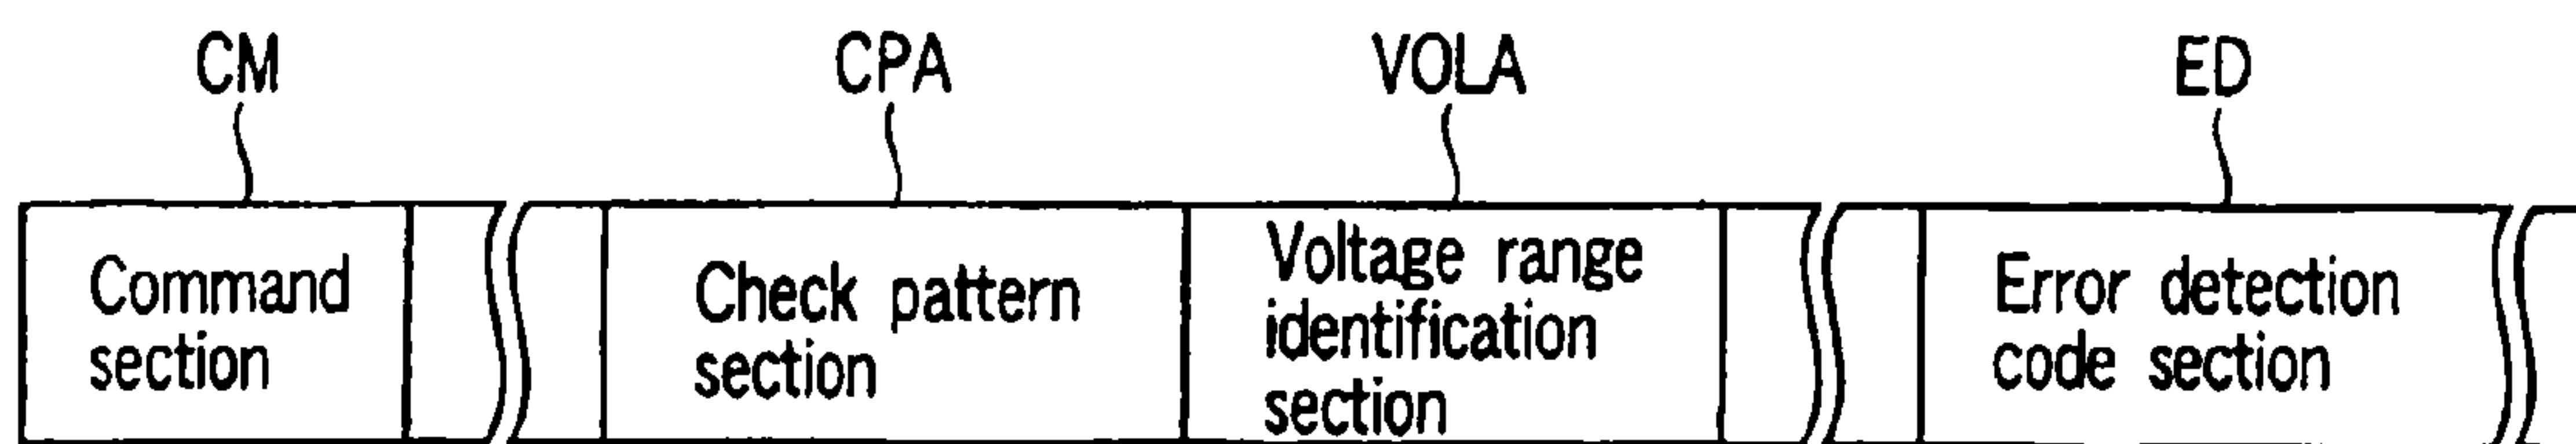 CM CPA VOLA ED
Command
section
Check pattern
section
Voltage range
identification
section
Error detection
code section